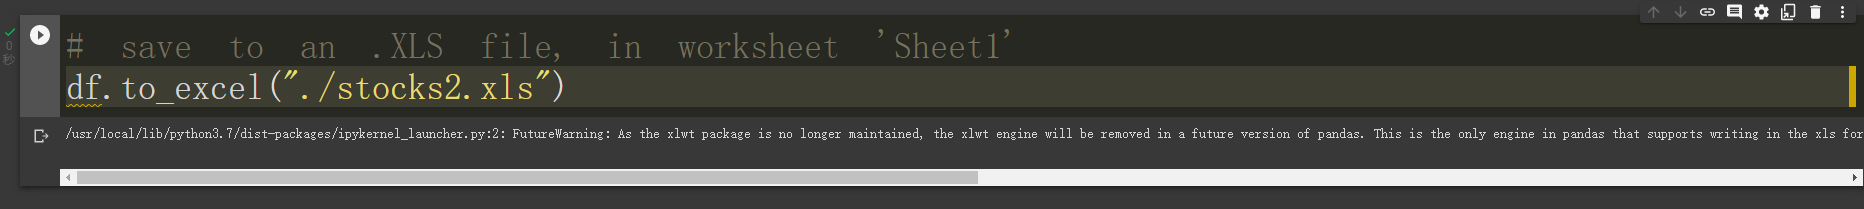 # save to an .XLS file, in worksheet 'Sheet1'
0
秒
df.to_excel("./stocks2.xls")
/usr/local/lib/python3.7/dist-packages/ipykernel_launcher.py:2: FutureWarning: As the xlwt package is no longer maintained, the xlwt engine will be removed in a future version of pandas. This is the only engine in pandas that supports writing in the xls for